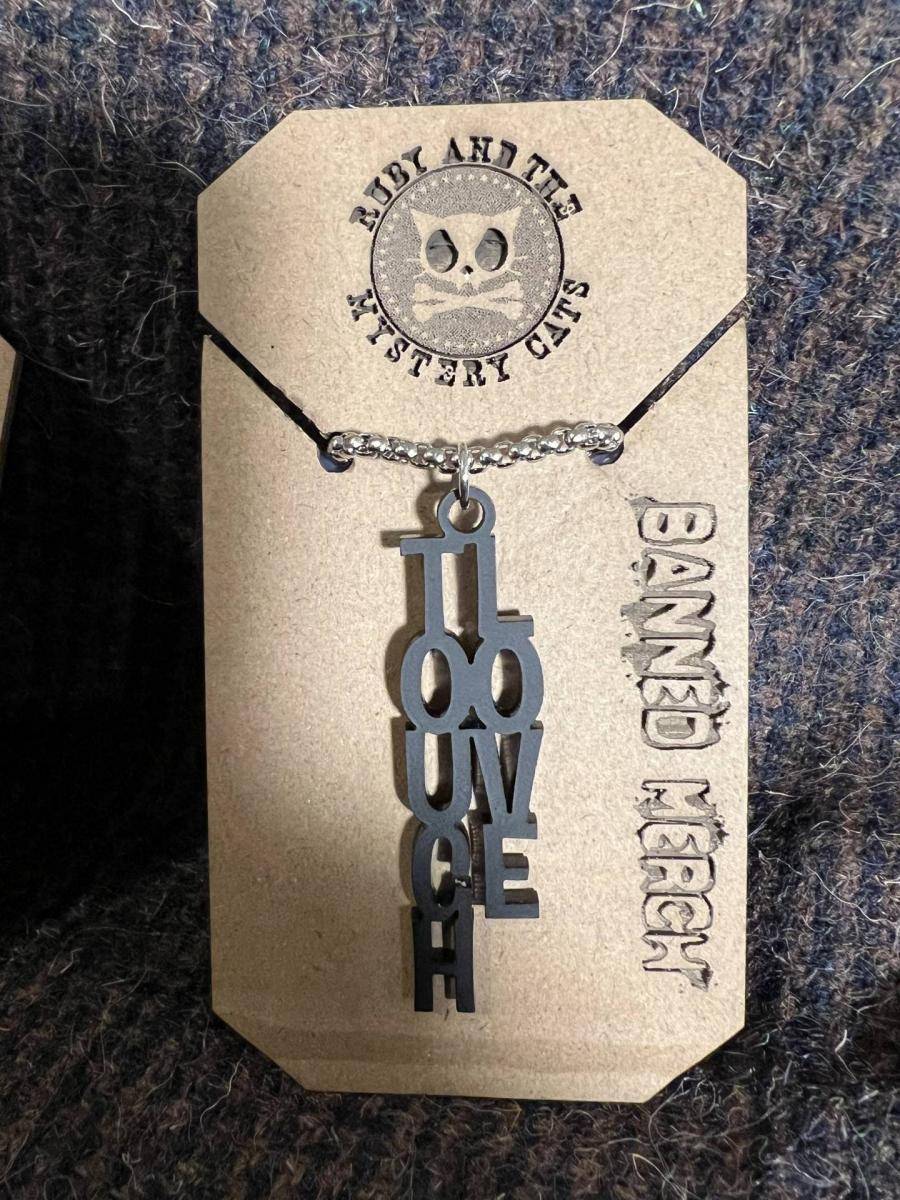 RUBY AND THE
MYSTERY CATS
TOUCH
LOVE
BANNED MERCH